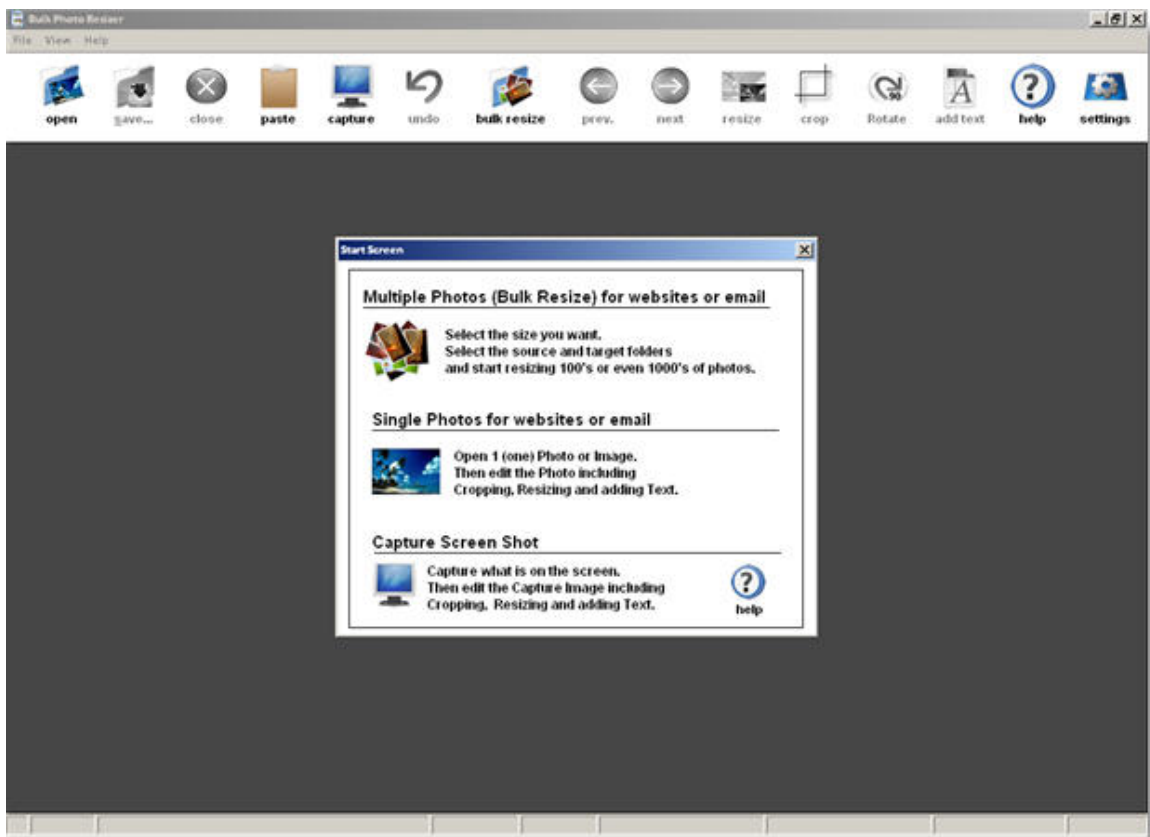 Bulk Photo Resizer
File View Help
open save... close paste capture undo bulk resize prev. next resize crop Rotate add text help settings
90
A
Start Screen
Multiple Photos (Bulk Resize) for websites or email
Select the size you want.
Select the source and target folders
and start resizing 100's or even 1000's of photos.
Single Photos for websites or email
Open 1 (one) Photo or Image.
Then edit the Photo including
Cropping, Resizing and adding Text.
Capture Screen Shot
Capture what is on the screen.
Then edit the Capture Image including
Cropping, Resizing and adding Text.
help